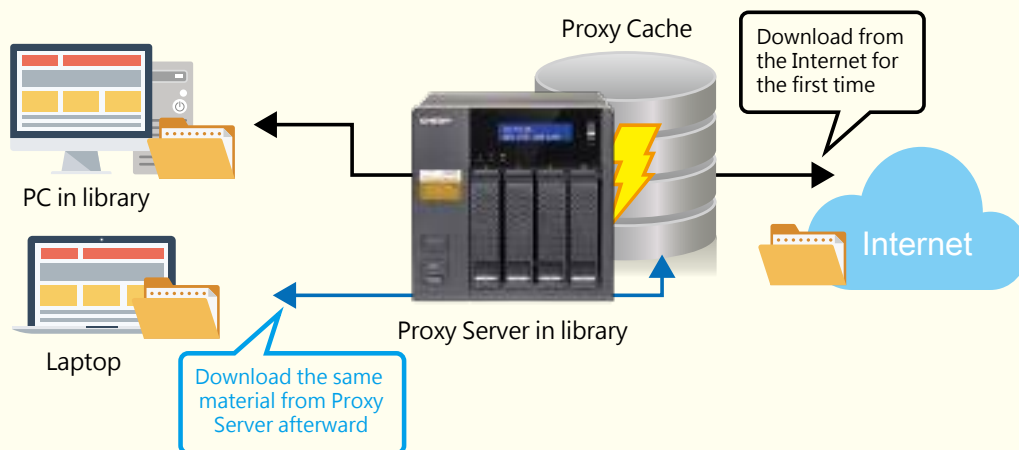 Proxy Cache
Download from
the Internet for
the first time
PC in library
Internet
Laptop
Proxy Server in library
Download the same
material from Proxy
Server afterward